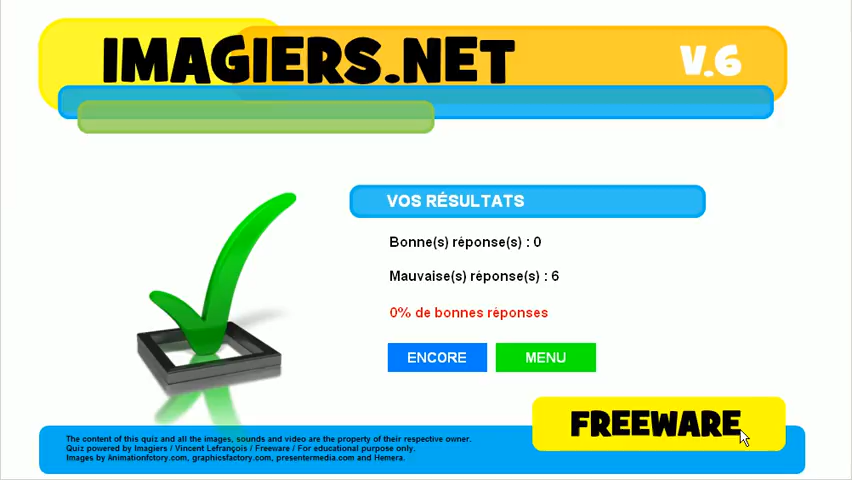 IMAGIERS.NET
V.6
VOS RÉSULTATS
Bonne(s) réponse(s) : 0
Mauvaise(s) réponse(s) : 6
0% de bonnes réponses
ENCORE
MENU
FREEWARE
The content of this quiz and all the images, sounds and video are the property of their respective owner.
Quiz powered by Imagiers / Vincent Lefrançois / Freeware / For educational purpose only.
Images by Animationfctory.com, graphicsfactory.com, presentermedia.com and Hemera.